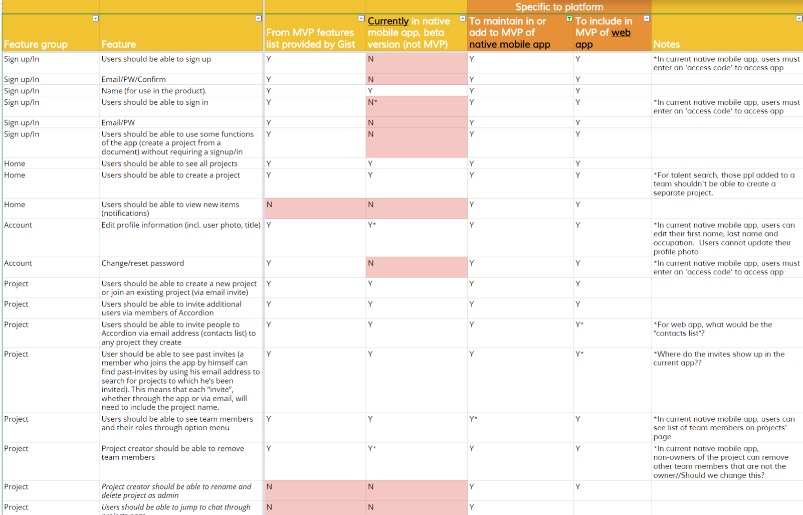 Specific to platform
Feature group Feature From MVP features list provided by Gist Currently in native mobile app, beta version (not MVP) To maintain in or add to MVP of native mobile app To include in MVP of web app Notes
Sign up/In Users should be able to sign up Y N Y Y *In current native mobile app, users must enter an 'access code' to access app
Sign up/In Email/PW/Confirm Y N Y Y
Sign up/In Name (for use in the product). Y Y Y Y
Sign up/In Users should be able to sign in Y N* Y Y *In current native mobile app, users must enter an 'access code' to access app
Sign up/In Email/PW Y N Y Y
Sign up/In Users should be able to use some functions of the app (create a project from a document) without requiring a signup/in Y N Y Y
Home Users should be able to see all projects Y Y Y Y
Home Users should be able to create a project Y Y Y Y *For talent search, those ppl added to a team shouldn't be able to create a separate project.
Home Users should be able to view new items (notifications) N N Y Y
Account Edit profile information (incl. user photo, title) Y Y* Y Y *In current native mobile app, users can edit their first name, last name and occupation. Users cannot update their profile photo
Account Change/reset password Y N Y Y *In current native mobile app, users must enter an 'access code' to access app
Project Users should be able to create a new project or join an existing project (via email invite) Y Y Y Y
Project Users should be able to invite additional users via members of Accordion Y Y Y Y
Project Users should be able to invite people to Accordion via email address (contacts list) to any project they create Y Y Y Y* *For web app, what would be the "contacts list"?
Project User should be able to see past invites (a member who joins the app by himself can find past-invites by using his email address to search for projects to which he's been invited). This means that each "invite", whether through the app or via email, will need to include the project name. Y Y Y Y* *Where do the invites show up in the current app??
Project Users should be able to see team members and their roles through option menu Y Y Y* Y *In current native mobile app, users can see list of team members on projects' page
Project Project creator should be able to remove team members Y Y* Y Y *In current native mobile app, non-owners of the project can remove other team members that are not the owner//Should we change this?
Project Project creator should be able to rename and delete project as admin N N Y Y
Project Users should be able to jump to chat through N N Y